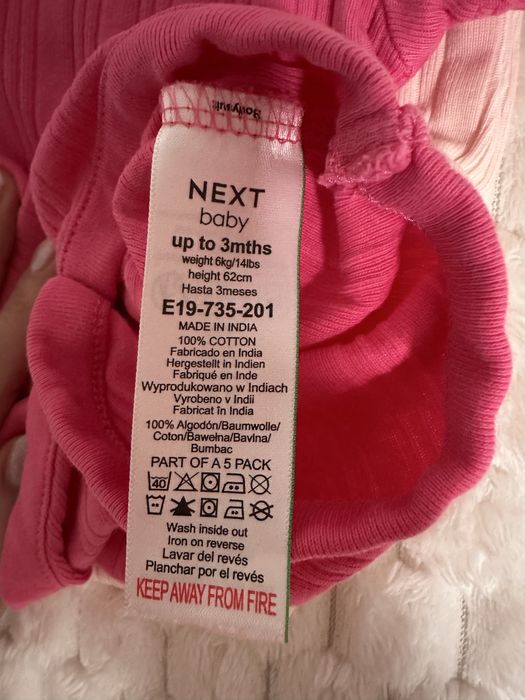 Bodysuit
NEXT
baby
up to 3mths
weight 6kg/14lbs
height 62cm
Hasta 3meses
E19-735-201
MADE IN INDIA
100% COTTON
Fabricado en India
Hergestellt in Indien
Fabriqué en Inde
Wyprodukowano w Indiach
Vyrobeno v Indii
Fabricat în India
100% Algodón/Baumwolle/
Coton/Bawełna/Bavlna/
Bumbac
PART OF A 5 PACK
40
Wash inside out
Iron on reverse
Lavar del revés
Planchar por el revés
KEEP AWAY FROM FIRE